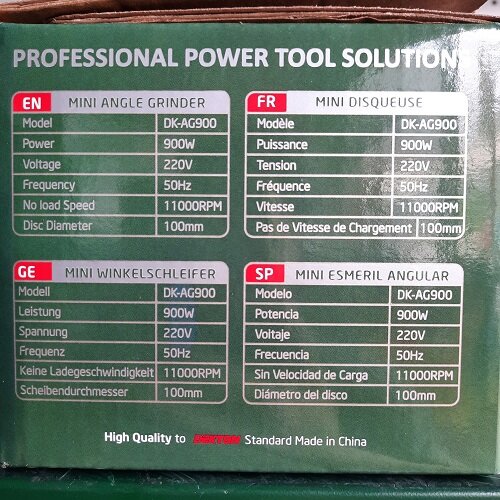 PROFESSIONAL POWER TOOL SOLUTIONS
EN MINI ANGLE GRINDER
Model DK-AG900
Power 900W
Voltage 220V
Frequency 50Hz
No load Speed 11000RPM
Disc Diameter 100mm
FR MINI DISQUEUSE
Modèle DK-AG900
Puissance 900W
Tension 220V
Fréquence 50Hz
Vitesse 11000RPM
Pas de Vitesse de Chargement 100mm
GE MINI WINKELSCHLEIFER
Modell DK-AG900
Leistung 900W
Spannung 220V
Frequenz 50Hz
Keine Ladegeschwindigkeit 11000RPM
Scheibendurchmesser 100mm
SP MINI ESMERIL ANGULAR
Modelo DK-AG900
Potencia 900W
Voltaje 220V
Frecuencia 50Hz
Sin Velocidad de Carga 11000RPM
Diámetro del disco 100mm
High Quality to DEKTON Standard Made in China